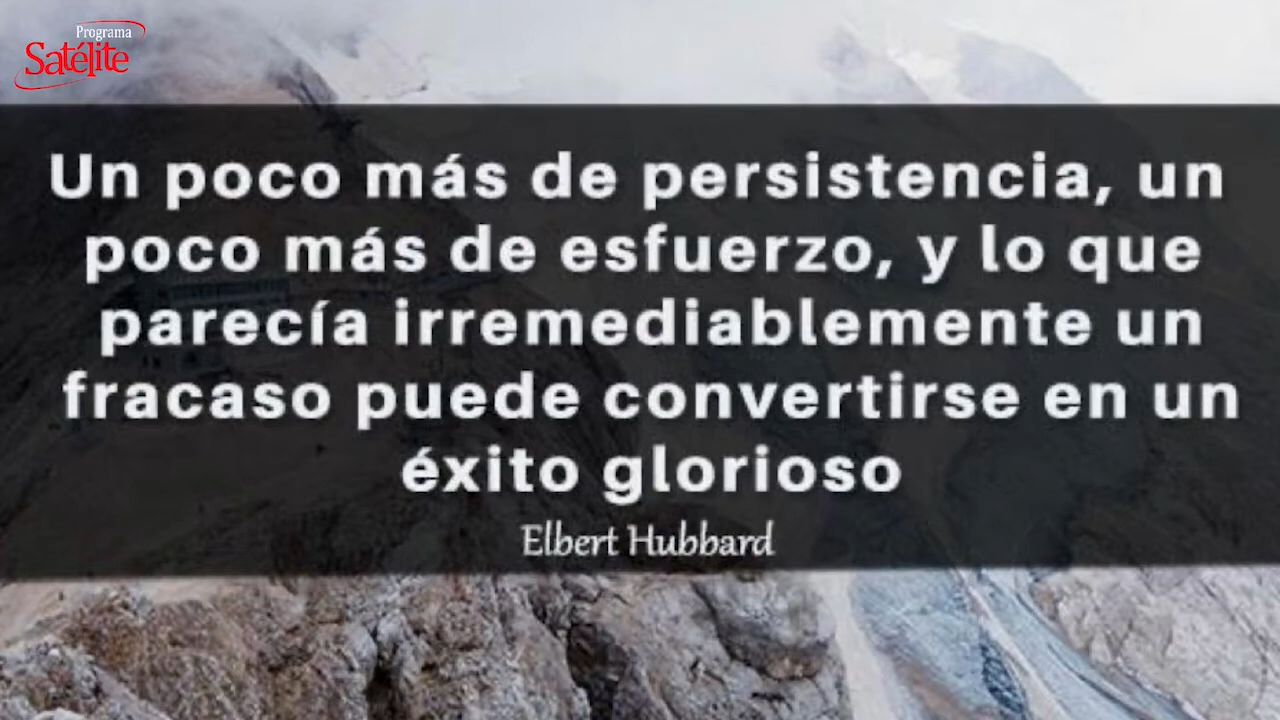 Programa
Satélite
Un poco más de persistencia, un
poco más de esfuerzo, y lo que
parecía irremediablemente un
fracaso puede convertirse en un
éxito glorioso
Elbert Hubbard